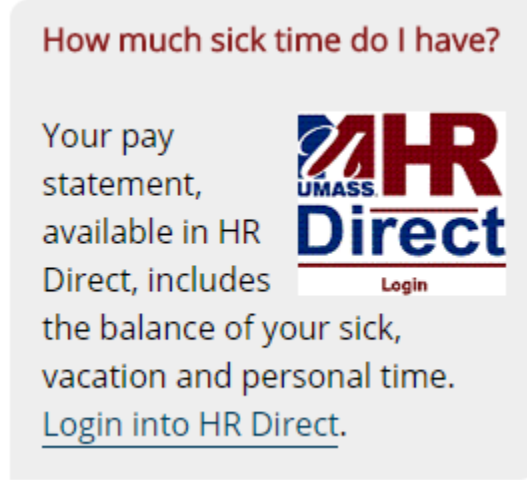 How much sick time do I have?
Your pay
statement,
available in HR
Direct, includes
the balance of your sick,
vacation and personal time.
Login into HR Direct.
HR
UMASS
Direct
Login